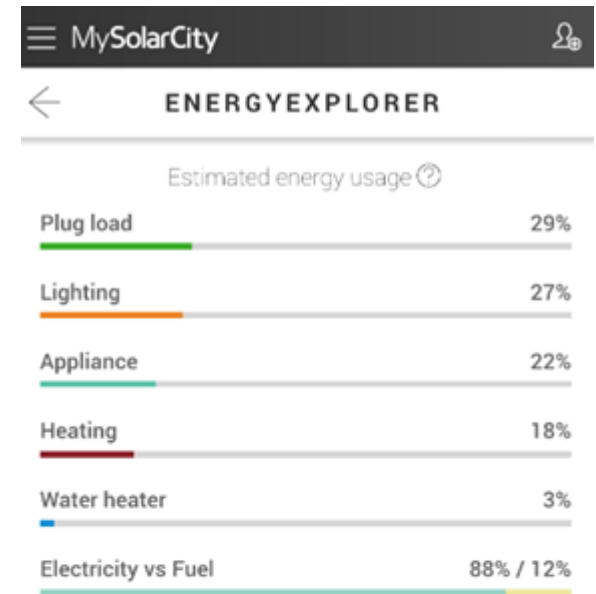 MySolarCity
ENERGYEXPLORER
Estimated energy usage ?
Plug load 29%
Lighting 27%
Appliance 22%
Heating 18%
Water heater 3%
Electricity vs Fuel 88% / 12%